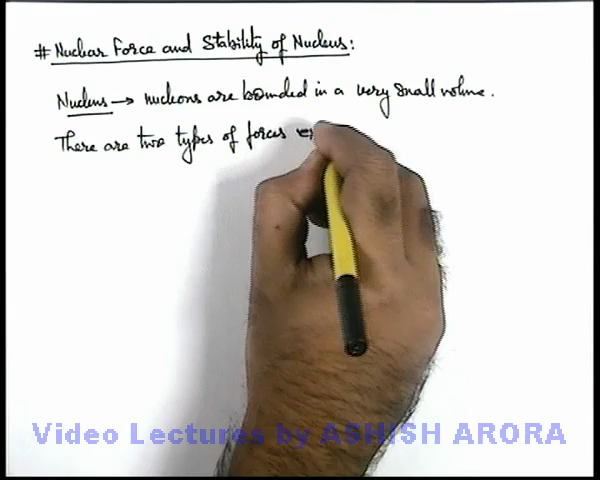 # Nuclear Force and Stability of Nucleus:
Nucleus → nucleons are bounded in a very small volume.
There are two types of forces
Video Lectures by ASHISH ARORA